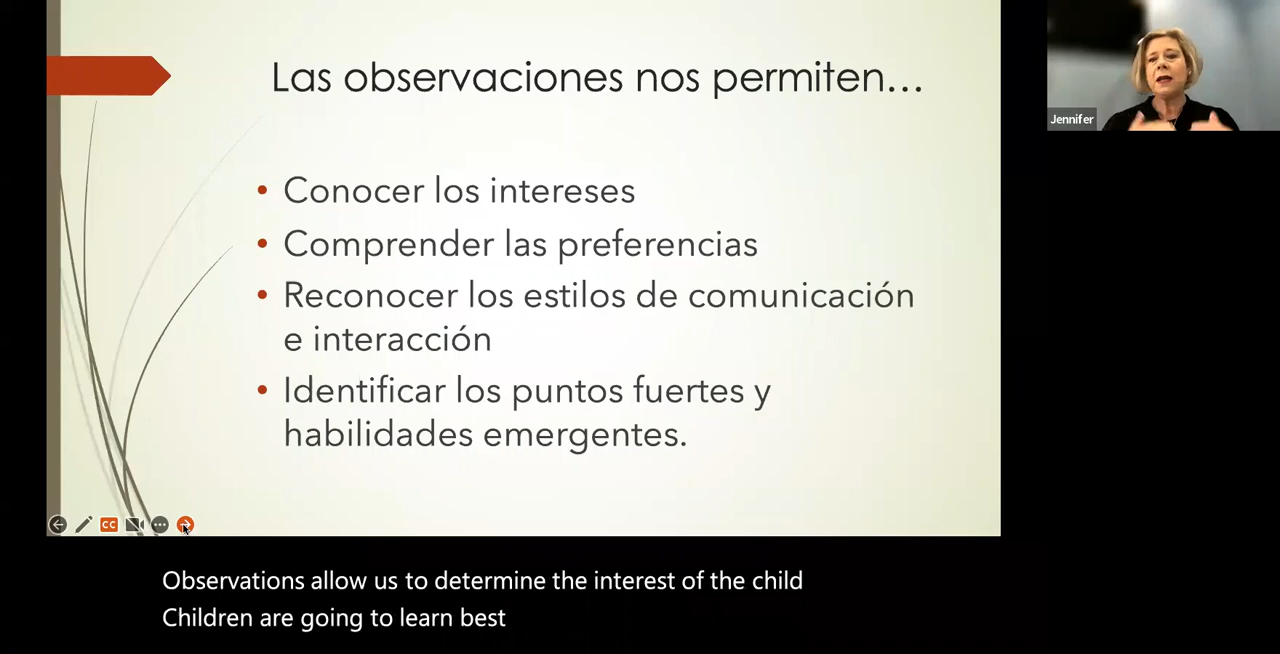 Las observaciones nos permiten...
• Conocer los intereses
• Comprender las preferencias
• Reconocer los estilos de comunicación
e interacción
• Identificar los puntos fuertes y
habilidades emergentes.
Jennifer
CC
Observations allow us to determine the interest of the child
Children are going to learn best